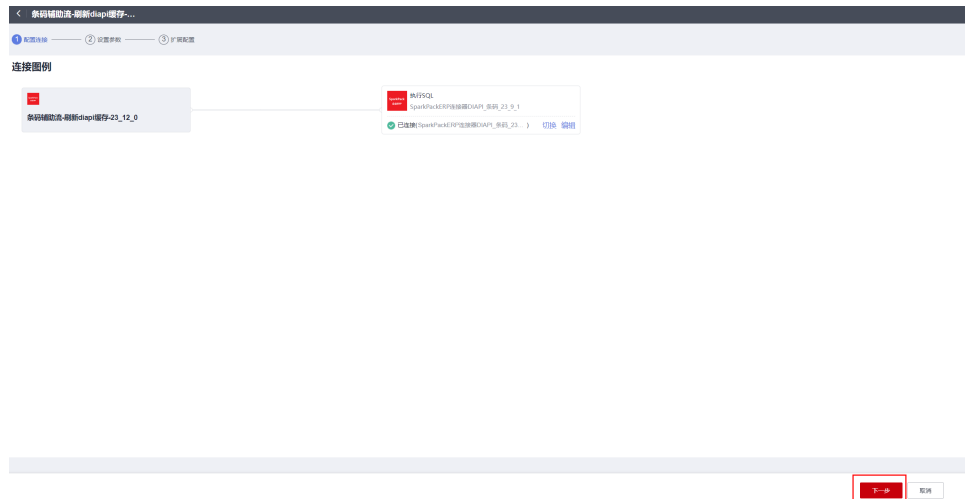 条码辅助流-刷新diapi缓存-...
1 配置连接 2 设置参数 3 扩展配置
连接图例
执行SQL
SparkPackERP连接器DIAPI_条码_23_9_1
条码辅助流-刷新diapi缓存-23_12_0
已连接(SparkPackERP连接器DIAPI_条码_23... ) 切换 编辑
下一步 取消